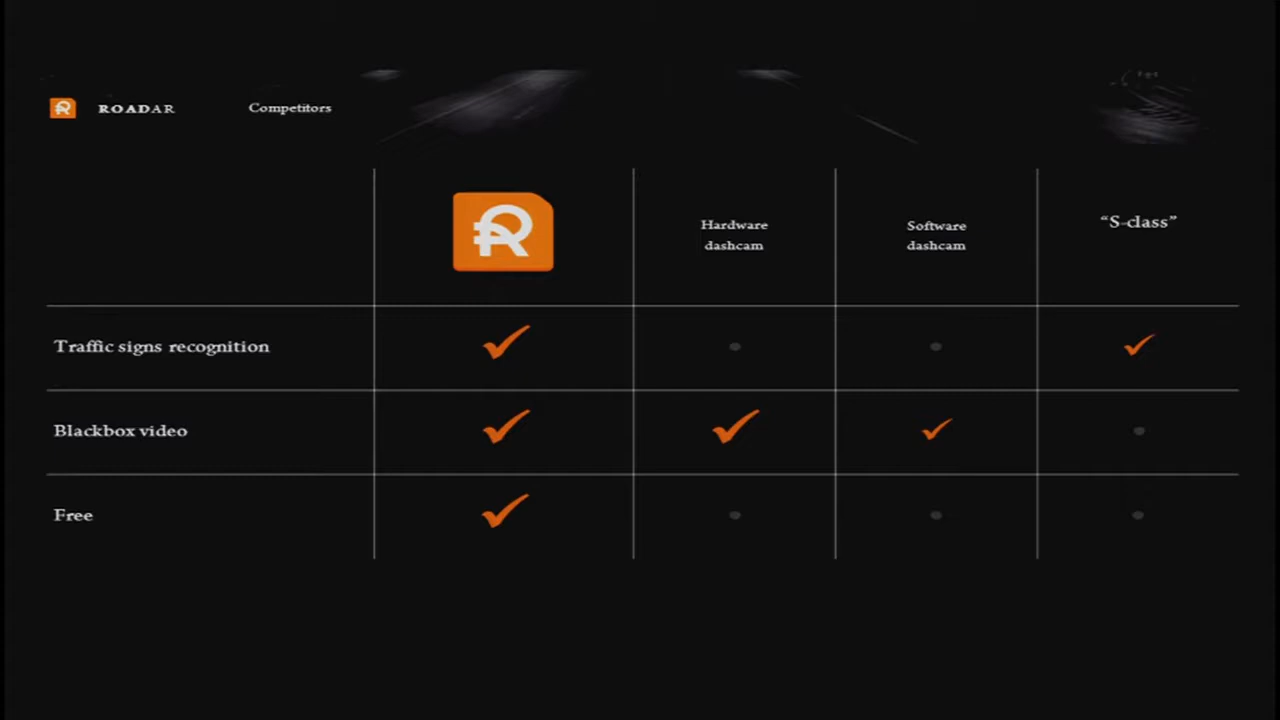 ROADAR
Competitors
Hardware
dashcam
Software
dashcam
“S-class”
Traffic signs recognition
Blackbox video
Free